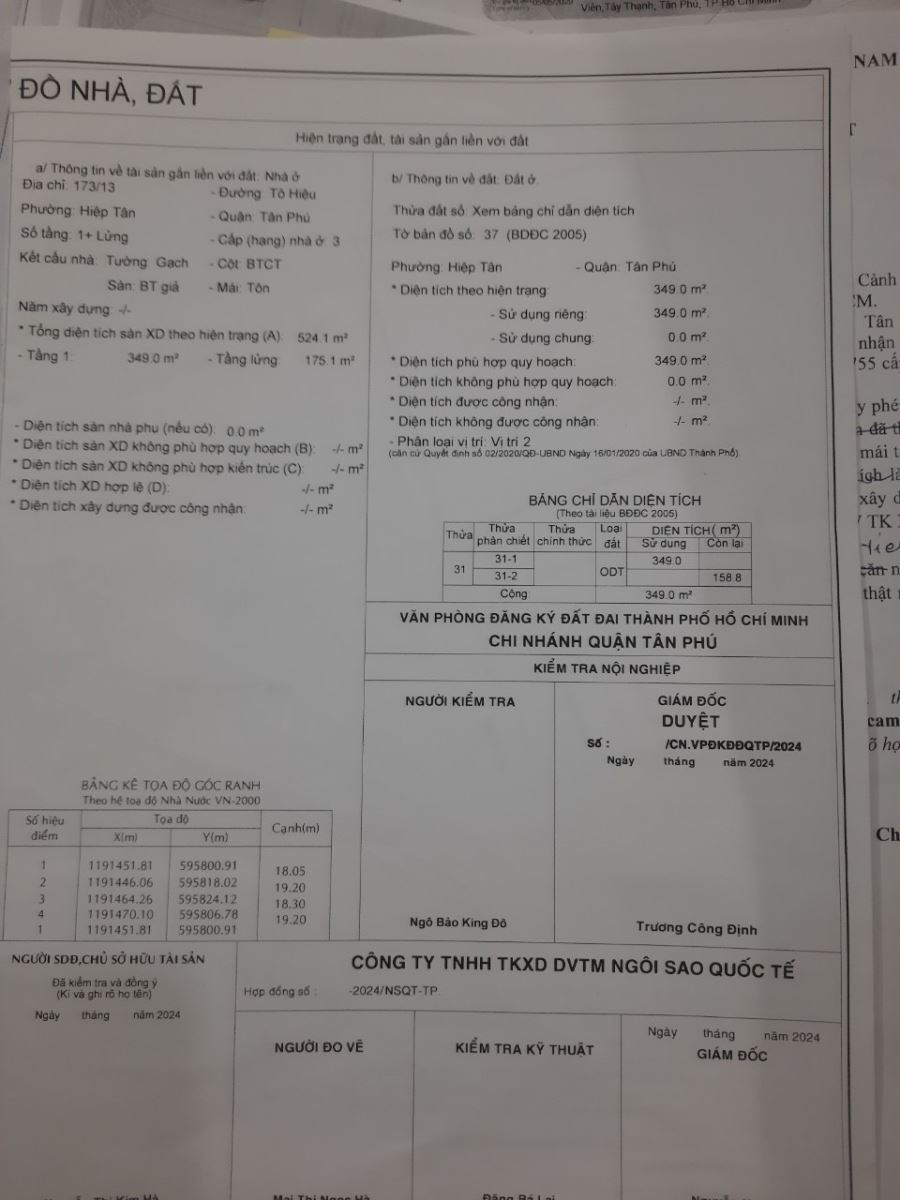 Viên,Tây Thạnh, Tân Phú, TP Hồ Chí Minh
ĐỒ NHÀ, ĐẤT
Hiện trạng đất, tài sản gắn liền với đất
a/ Thông tin về tài sản gắn liền với đất: Nhà ở
Địa chỉ: 173/13 - Đường: Tô Hiệu
Phường: Hiệp Tân - Quận: Tân Phú
Số tầng: 1+ Lửng - Cấp (hạng) nhà ở 3
Kết cấu nhà: Tường: Gạch - Cột: BTCT
Sàn: BT giả - Mái: Tôn
Năm xây dựng: -/-
* Tổng diện tích sàn XD theo hiện trạng (A): 524.1 m²
- Tầng 1: 349.0 m² - Tầng lửng: 175.1 m²
- Diện tích sàn nhà phụ (nếu có): 0.0 m²
* Diện tích sàn XD không phù hợp quy hoạch (B): -/- m²
* Diện tích sàn XD không phù hợp kiến trúc (C): -/- m²
* Diện tích XD hợp lệ (D): -/- m²
* Diện tích xây dựng được công nhận: -/- m²
b/ Thông tin về đất: Đất ở.
Thửa đất số: Xem bảng chỉ dẫn diện tích
Tờ bản đồ số: 37 (BDĐC 2005)
Phường: Hiệp Tân - Quận: Tân Phú
* Diện tích theo hiện trạng: 349.0 m².
- Sử dụng riêng: 349.0 m².
- Sử dụng chung: 0.0 m².
* Diện tích phù hợp quy hoạch: 349.0 m².
* Diện tích không phù hợp quy hoạch: 0.0 m².
* Diện tích được công nhận: -/- m².
* Diện tích không được công nhận: -/- m².
- Phân loại vị trí: Vị trí 2
(căn cứ Quyết định số 02/2020/QĐ-UBND Ngày 16/01/2020 của UBND Thành Phố).
BẢNG CHỈ DẪN DIỆN TÍCH
(Theo tài liệu BĐĐC 2005)
Thửa Thửa phân chiết Thửa chính thức Loại đất DIỆN TÍCH( m²)
Sử dụng Còn lại
31 31-1 ODT 349.0
31-2 158.8
Cộng: 349.0 m²
VĂN PHÒNG ĐĂNG KÝ ĐẤT ĐAI THÀNH PHỐ HỒ CHÍ MINH
CHI NHÁNH QUẬN TÂN PHÚ
KIỂM TRA NỘI NGHIỆP
NGƯỜI KIỂM TRA
GIÁM ĐỐC
DUYỆT
Số : /CN.VPĐKĐĐQTP/2024
Ngày tháng năm 2024
Ngô Bảo King Đô
Trương Công Định
BẢNG KÊ TỌA ĐỘ GÓC RANH
Theo hệ toạ độ Nhà Nước VN-2000
Số hiệu điểm Tọa độ Cạnh(m)
X(m) Y(m)
1 1191451.81 595800.91
18.05
2 1191446.06 595818.02
19.20
3 1191464.26 595824.12
18.30
4 1191470.10 595806.78
19.20
1 1191451.81 595800.91
NGƯỜI SDĐ,CHỦ SỞ HỮU TÀI SẢN
Đã kiểm tra và đồng ý
(Kí và ghi rõ họ tên)
Ngày tháng năm 2024
CÔNG TY TNHH TKXD DVTM NGÔI SAO QUỐC TẾ
Hợp đồng số : -2024/NSQT-TP.
NGƯỜI ĐO VẼ
KIỂM TRA KỸ THUẬT
Ngày tháng năm 2024
GIÁM ĐỐC
Mai Thị Ngọc Hà
Đặng Bá Lai
NAM
Cảnh
Tân
nhận
55 cấ
y phé
mái t
xây d
TK
thật
cam
Ch